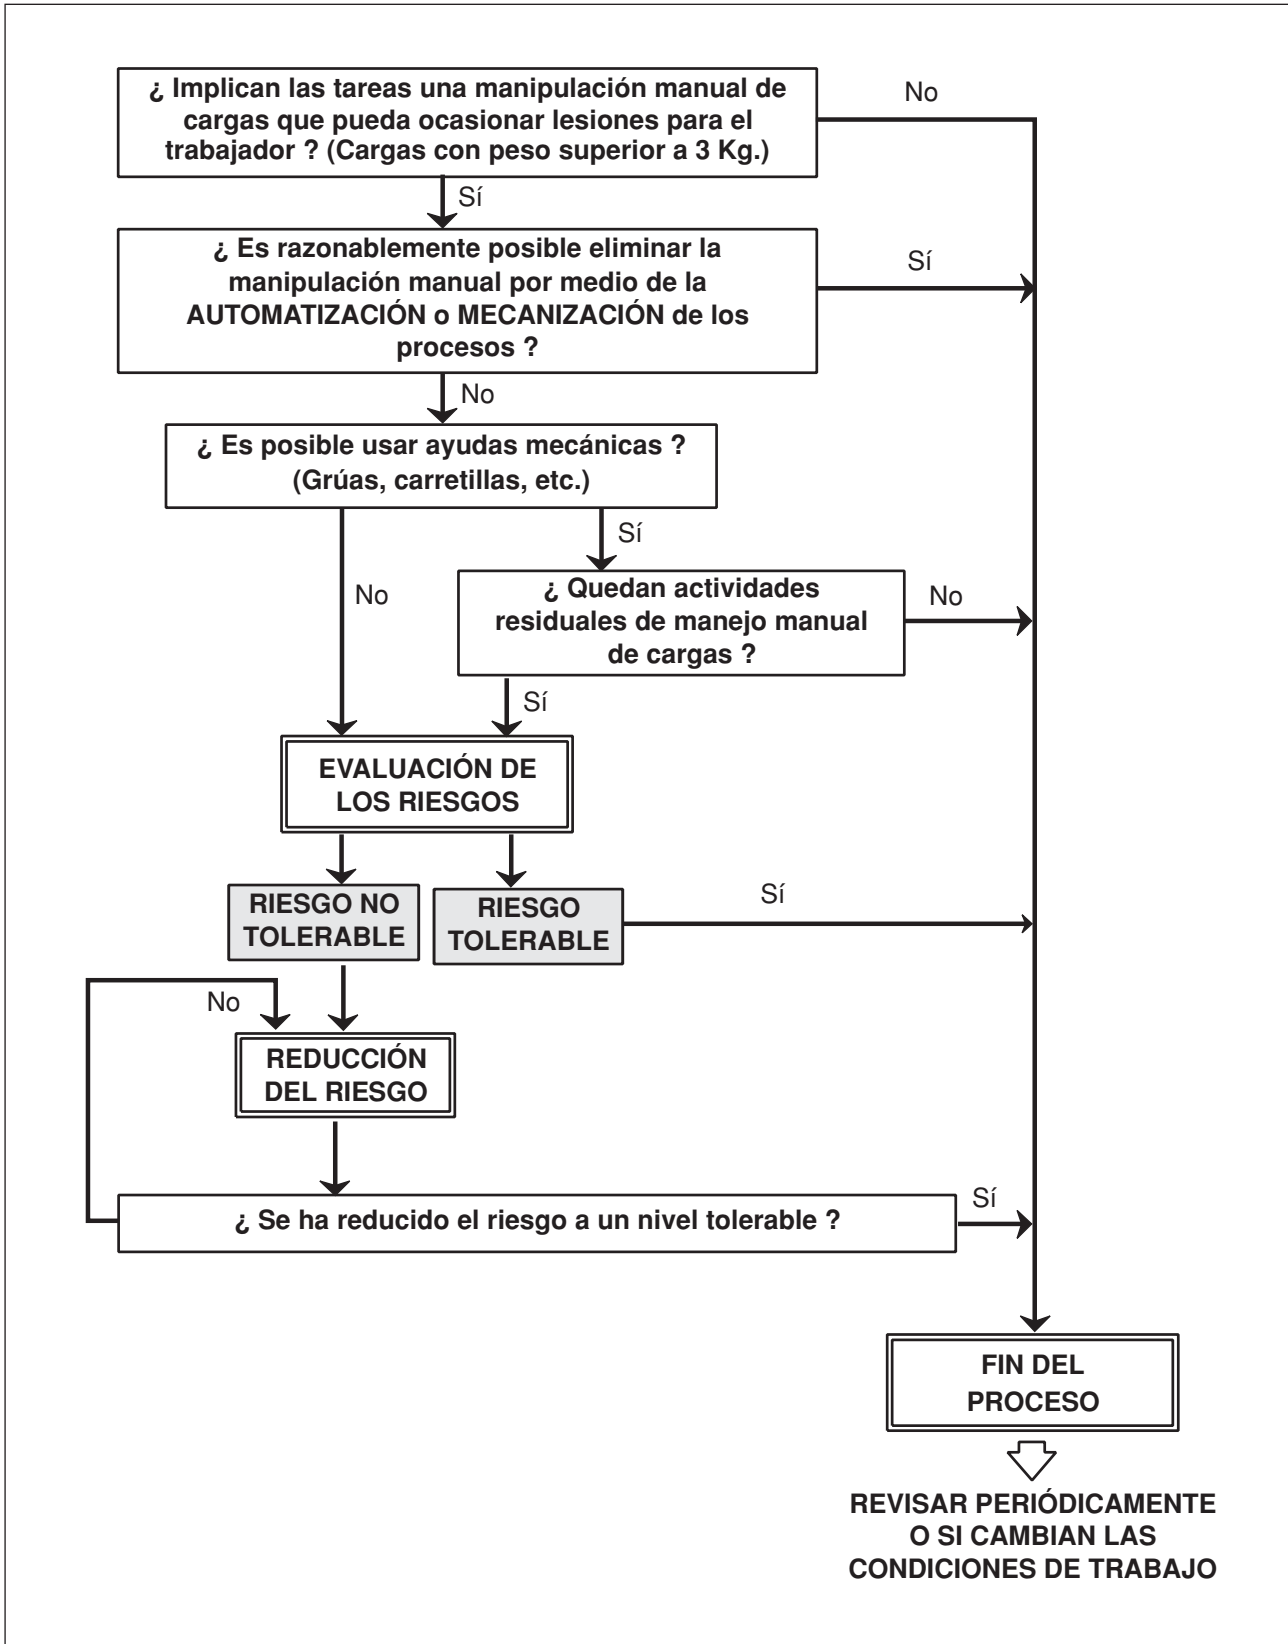 ¿ Implican las tareas una manipulación manual de
cargas que pueda ocasionar lesiones para el
trabajador ? (Cargas con peso superior a 3 Kg.)
No
Sí
¿ Es razonablemente posible eliminar la
manipulación manual por medio de la
AUTOMATIZACIÓN o MECANIZACIÓN de los
procesos ?
Sí
No
¿ Es posible usar ayudas mecánicas ?
(Grúas, carretillas, etc.)
Sí
No
¿ Quedan actividades
residuales de manejo manual
de cargas ?
No
Sí
EVALUACIÓN DE
LOS RIESGOS
RIESGO NO
TOLERABLE
RIESGO
TOLERABLE
Sí
No
REDUCCIÓN
DEL RIESGO
¿ Se ha reducido el riesgo a un nivel tolerable ?
Sí
FIN DEL
PROCESO
REVISAR PERIÓDICAMENTE
O SI CAMBIAN LAS
CONDICIONES DE TRABAJO